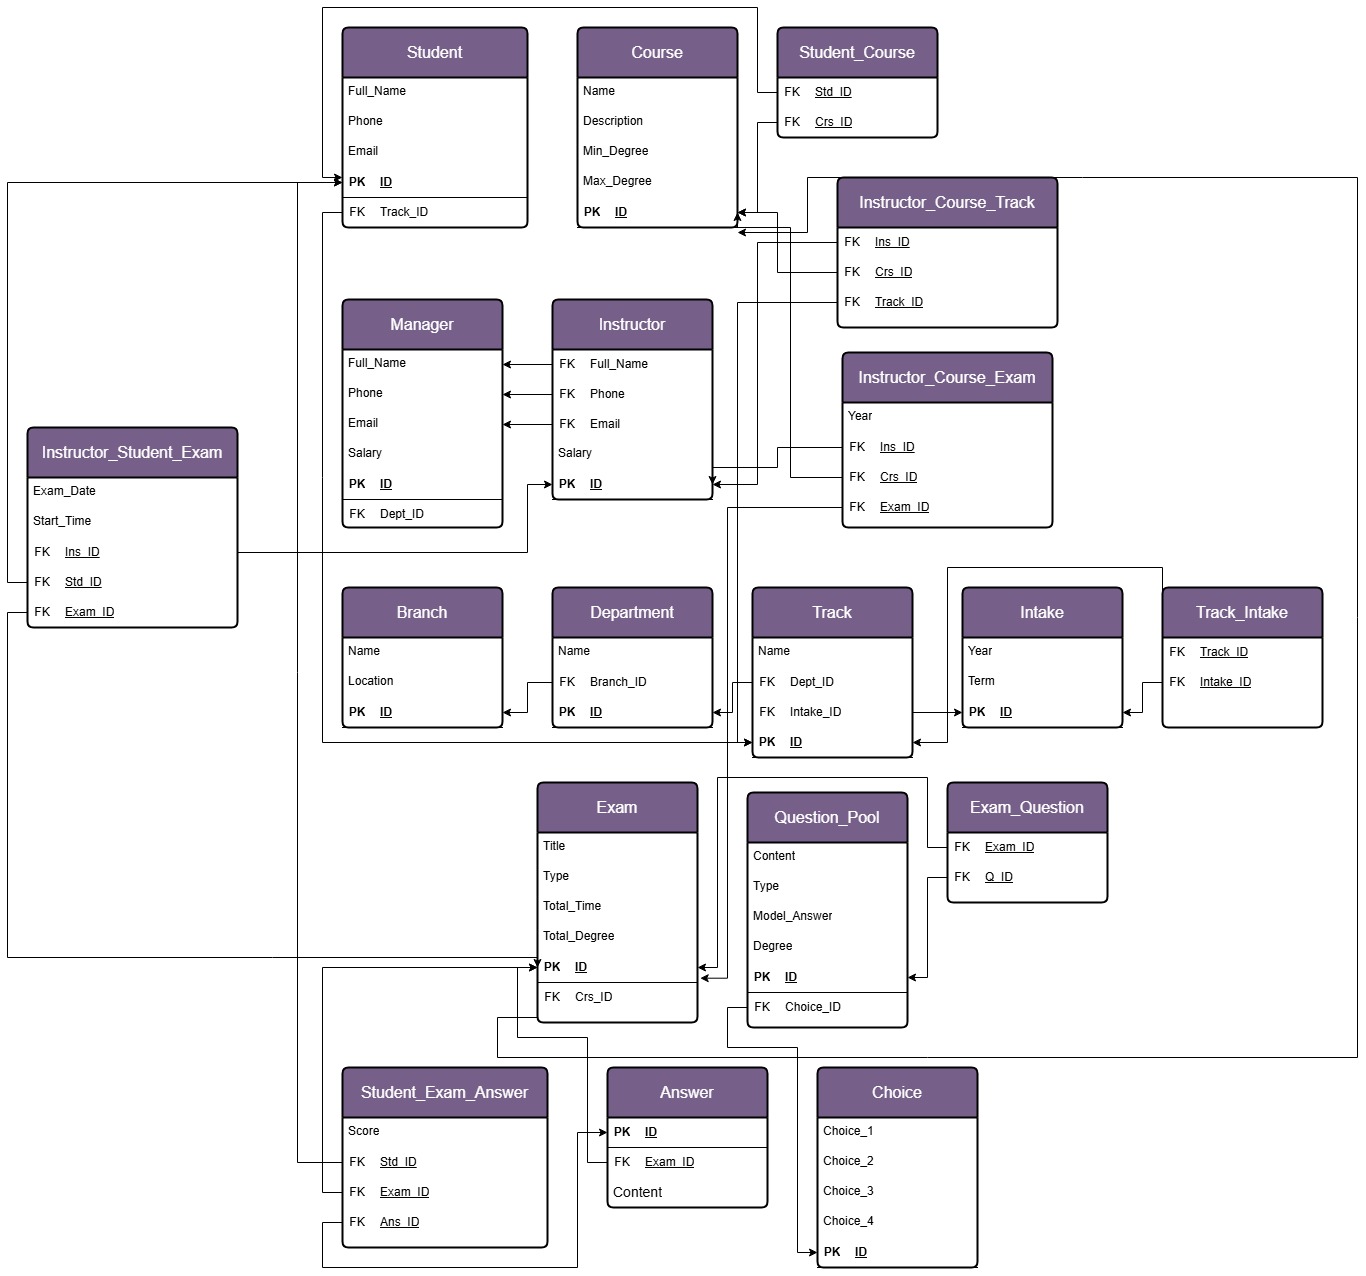 Student
Full_Name
Phone
Email
PK ID
FK Track_ID
Course
Name
Description
Min_Degree
Max_Degree
PK ID
Student_Course
FK Std_ID
FK Crs_ID
Instructor_Course_Track
FK Ins_ID
FK Crs_ID
FK Track_ID
Manager
Full_Name
Phone
Email
Salary
PK ID
FK Dept_ID
Instructor
FK Full_Name
FK Phone
FK Email
Salary
PK ID
Instructor_Course_Exam
Year
FK Ins_ID
FK Crs_ID
FK Exam_ID
Instructor_Student_Exam
Exam_Date
Start_Time
FK Ins_ID
FK Std_ID
FK Exam_ID
Branch
Name
Location
PK ID
Department
Name
FK Branch_ID
PK ID
Track
Name
FK Dept_ID
FK Intake_ID
PK ID
Intake
Year
Term
PK ID
Track_Intake
FK Track_ID
FK Intake_ID
Exam
Title
Type
Total_Time
Total_Degree
PK ID
FK Crs_ID
Question_Pool
Content
Type
Model_Answer
Degree
PK ID
FK Choice_ID
Exam_Question
FK Exam_ID
FK Q_ID
Student_Exam_Answer
Score
FK Std_ID
FK Exam_ID
FK Ans_ID
Answer
PK ID
FK Exam_ID
Content
Choice
Choice_1
Choice_2
Choice_3
Choice_4
PK ID